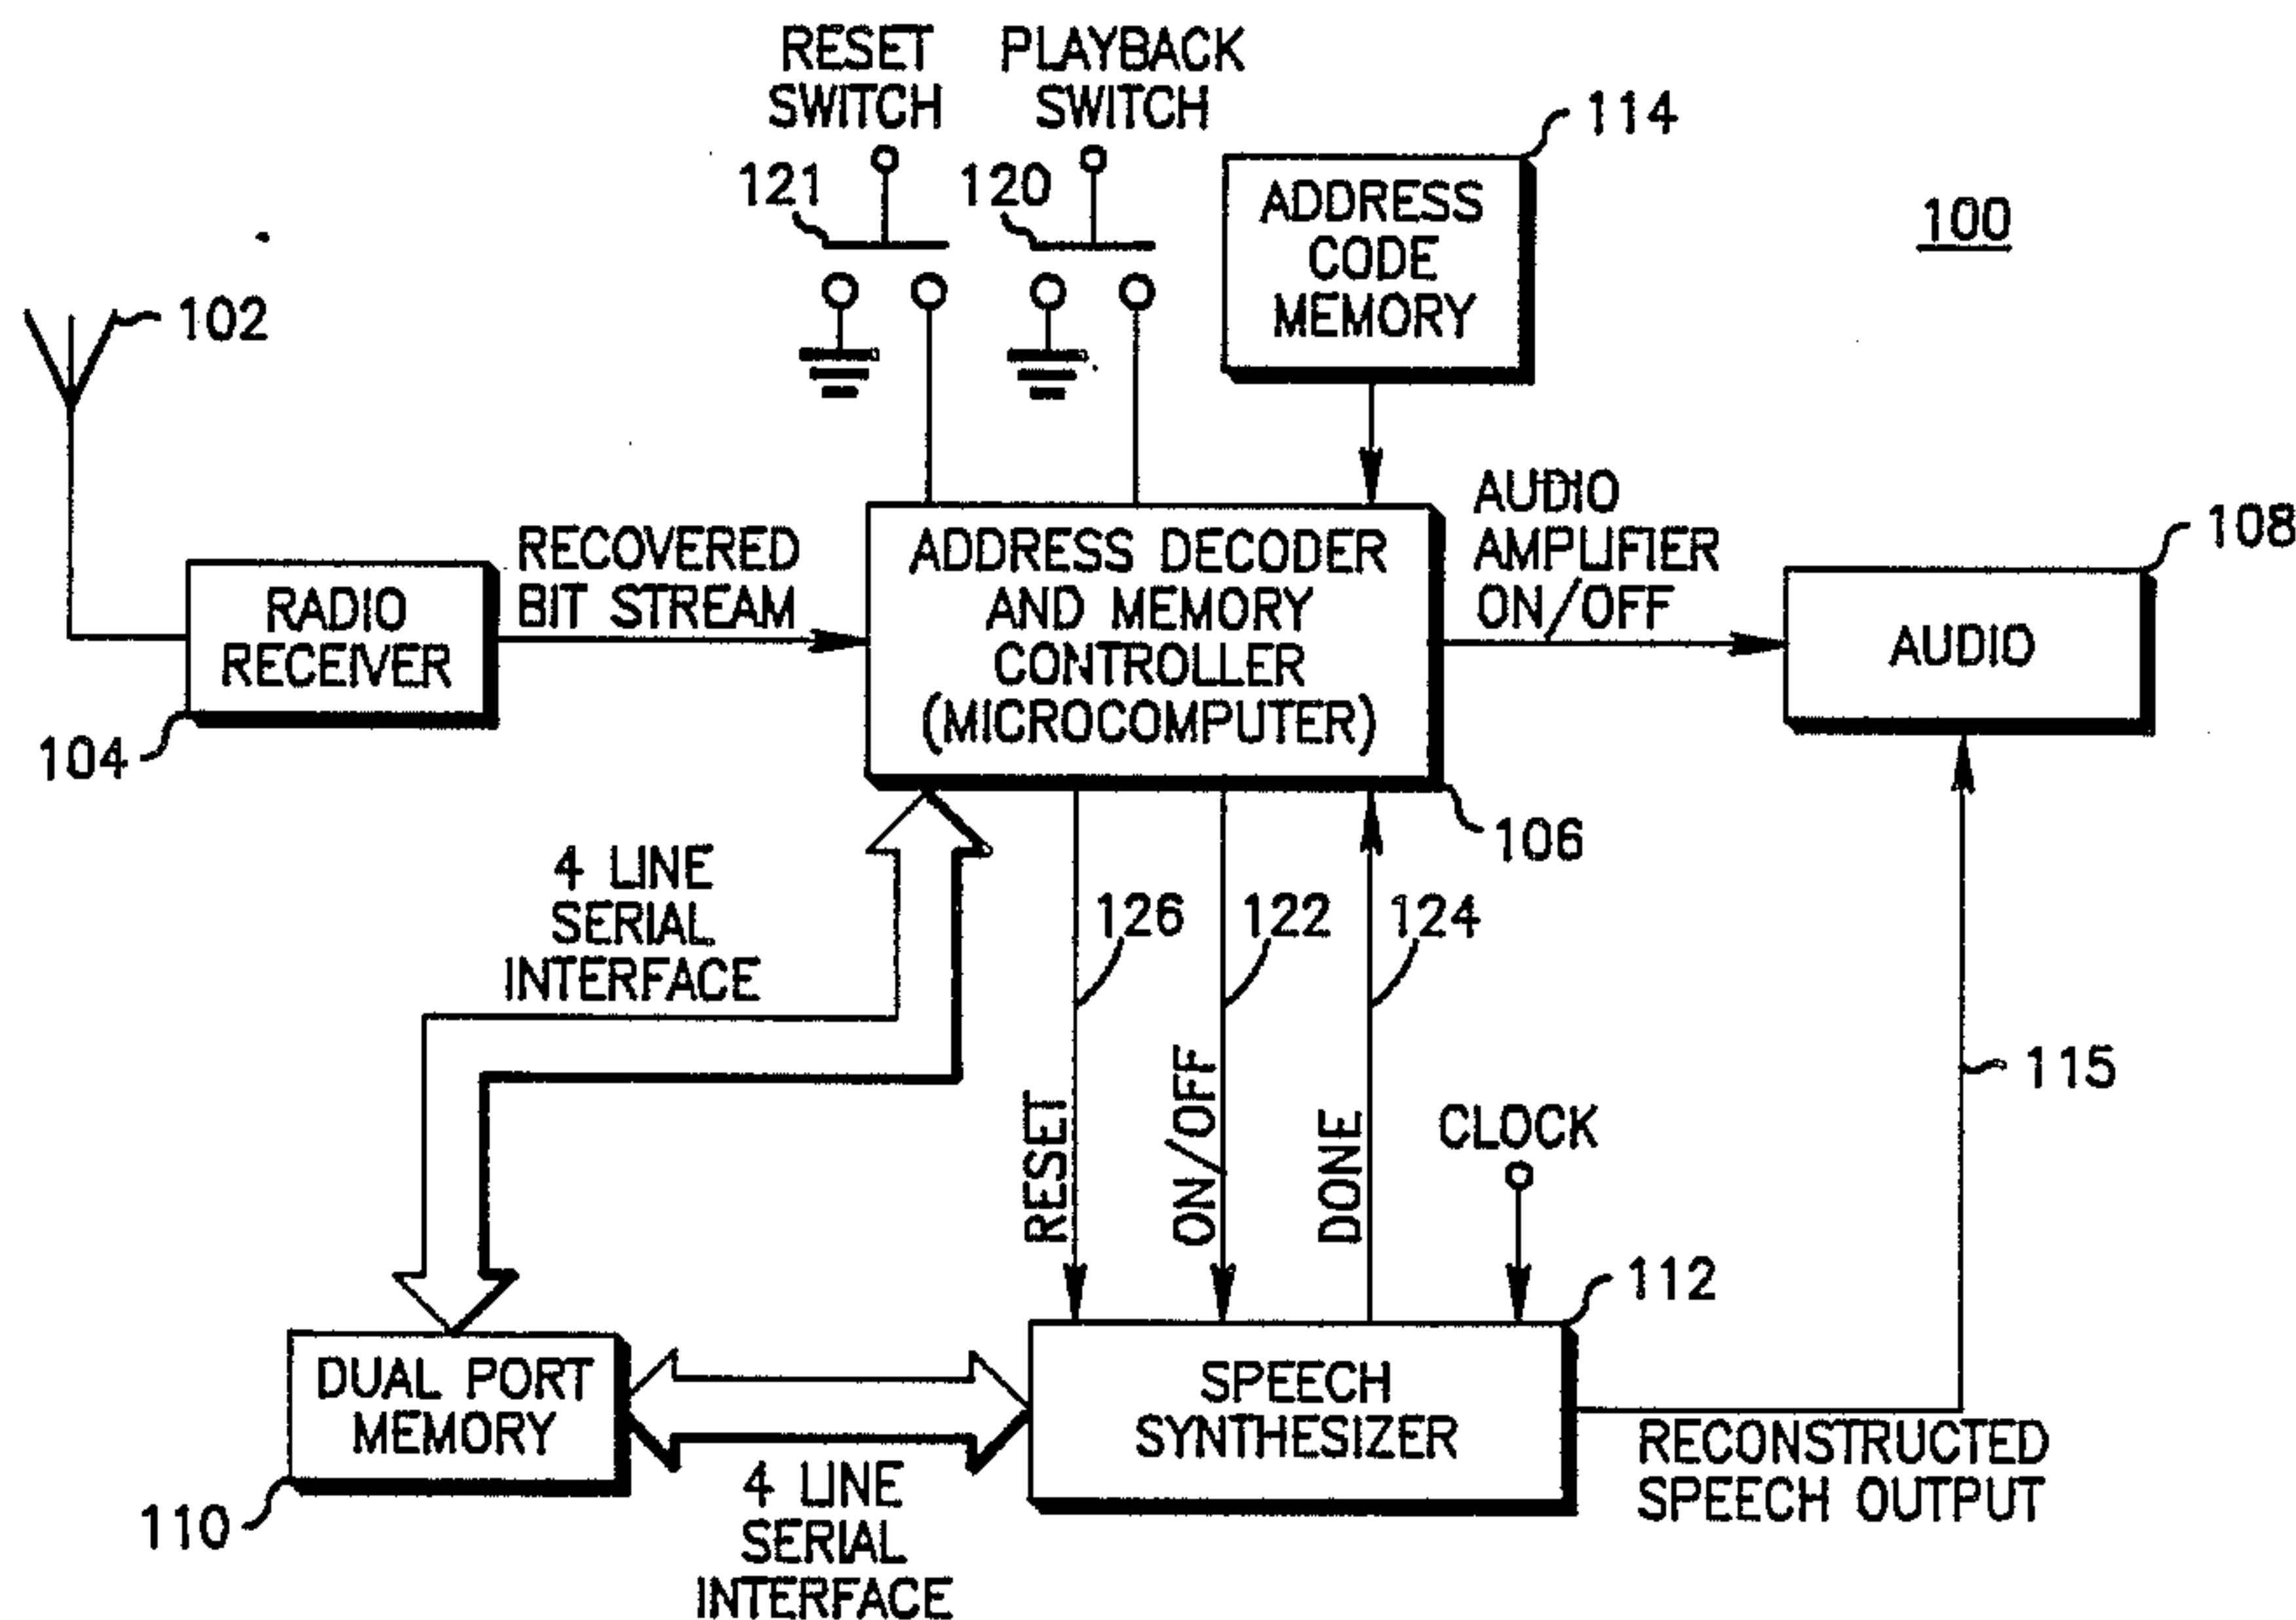 RESET
SWITCH
PLAYBACK
SWITCH
114
121
120
ADDRESS
CODE
MEMORY
100
102
AUDIO
AMPLIFIER
ON/OFF
108
RECOVERED
BIT STREAM
ADDRESS DECODER
AND MEMORY
CONTROLLER
(MICROCOMPUTER)
RADIO
RECEIVER
AUDIO
104
106
4 LINE
SERIAL
INTERFACE
126
122
124
115
RESET
ON/OFF
DONE
CLOCK
112
DUAL PORT
MEMORY
SPEECH
SYNTHESIZER
RECONSTRUCTED
SPEECH OUTPUT
110
4 LINE
SERIAL
INTERFACE